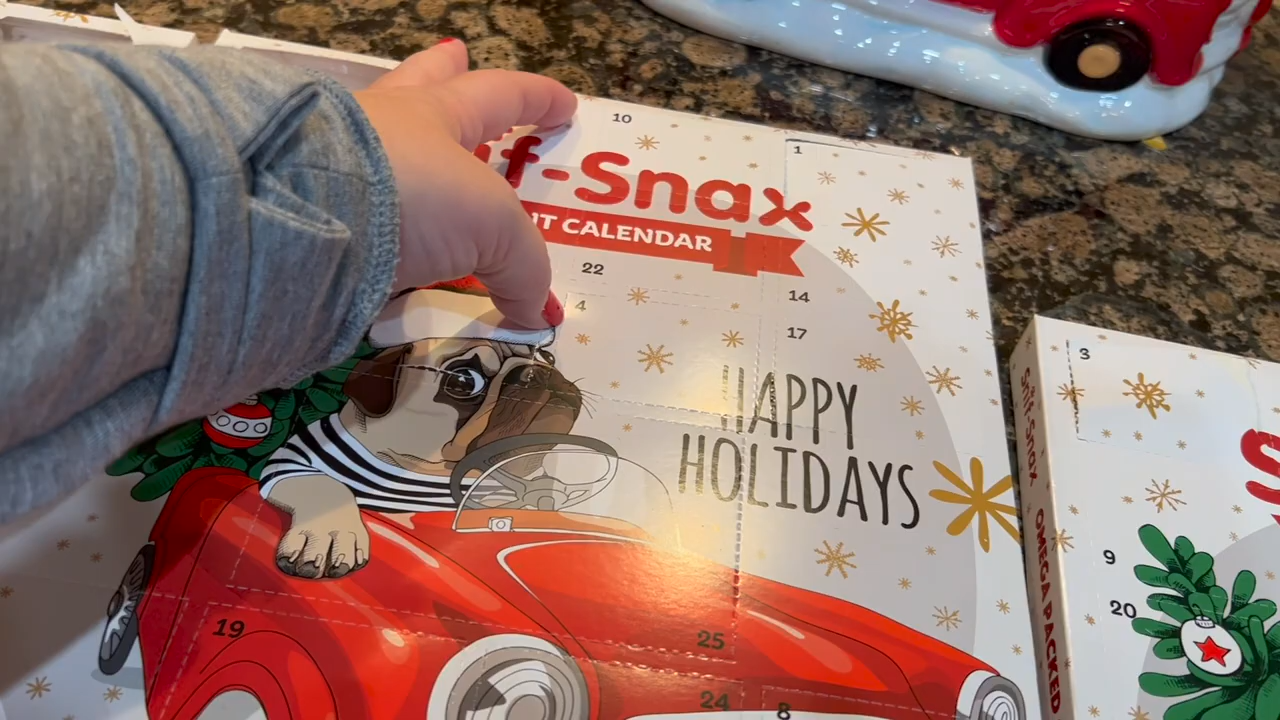 10
1
f-Snax
CALENDAR
22
14
4
17
HAPPY
HOLIDAYS
19
25
24
8
3
Snif-Snax
OMEGA PACKED
9
20